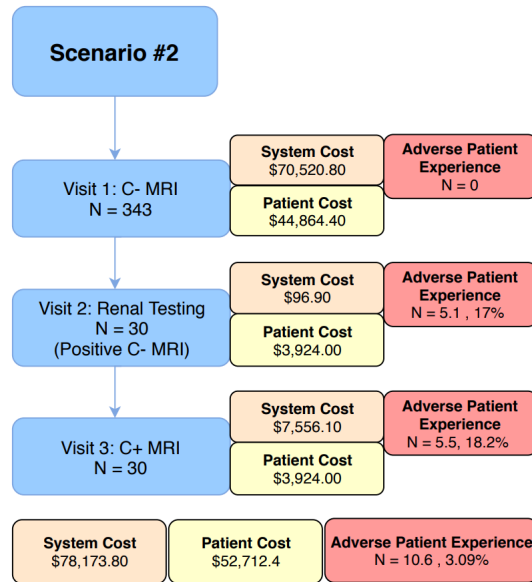 Scenario #2
Visit 1: C- MRI
N = 343
System Cost
$70,520.80
Patient Cost
$44,864.40
Adverse Patient
Experience
N = 0
Visit 2: Renal Testing
N = 30
(Positive C- MRI)
System Cost
$96.90
Patient Cost
$3,924.00
Adverse Patient
Experience
N = 5.1 , 17%
Visit 3: C+ MRI
N = 30
System Cost
$7,556.10
Patient Cost
$3,924.00
Adverse Patient
Experience
N = 5.5, 18.2%
System Cost
$78,173.80
Patient Cost
$52,712.4
Adverse Patient Experience
N = 10.6 , 3.09%